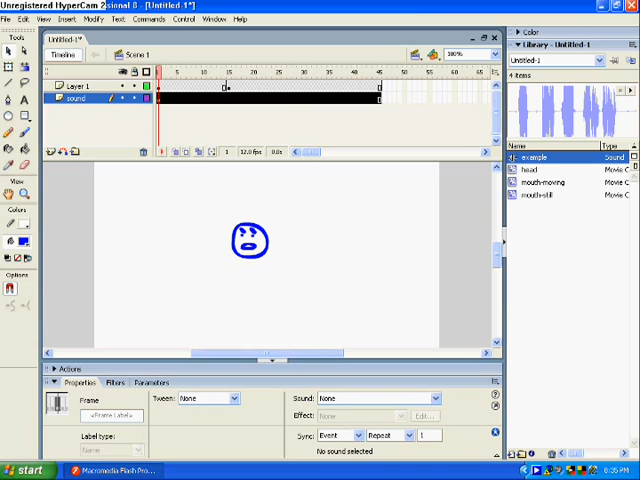 Unregistered HyperCam 2 sional 8 - [Untitled-1*]
File Edit View Insert Modify Text Commands Control Window Help
Tools
View
Colors
Options
Untitled-1*
Timeline Scene 1 100%
1 5 10 15 20 25 30 35 40 45 50 55 60 65
Layer 1
sound
1 12.0 fps 0.0s
Actions
Properties Filters Parameters
Frame Tween: None Sound: None
<Frame Label> Effect: None Edit...
Label type: Sync: Event Repeat 1
Name No sound selected
Color
Library - Untitled-1
Untitled-1
4 items
Name Type
example Sound
head Movie C
mouth-moving Movie C
mouth-still Movie C
start Macromedia Flash Pro... 8:35 PM